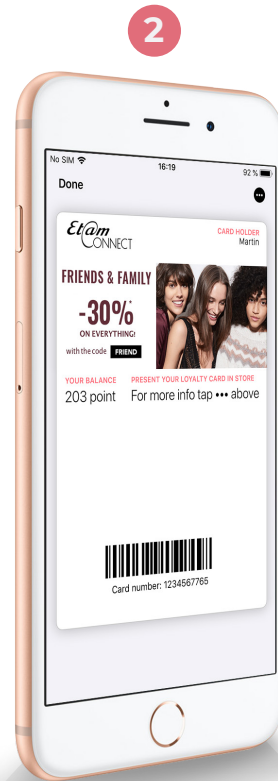 2
No SIM 16:19 92 %
Done
Et@m
CONNECT
CARD HOLDER
Martin
FRIENDS & FAMILY
-30%*
ON EVERYTHING!
with the code FRIEND
YOUR BALANCE
203 point
PRESENT YOUR LOYALTY CARD IN STORE
For more info tap ••• above
Card number: 1234567765